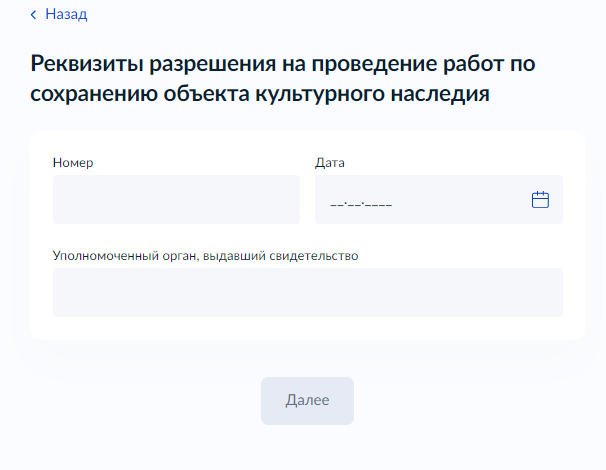 Назад
Реквизиты разрешения на проведение работ по
сохранению объекта культурного наследия
Номер
Дата
__.__.____
Уполномоченный орган, выдавший свидетельство
Далее